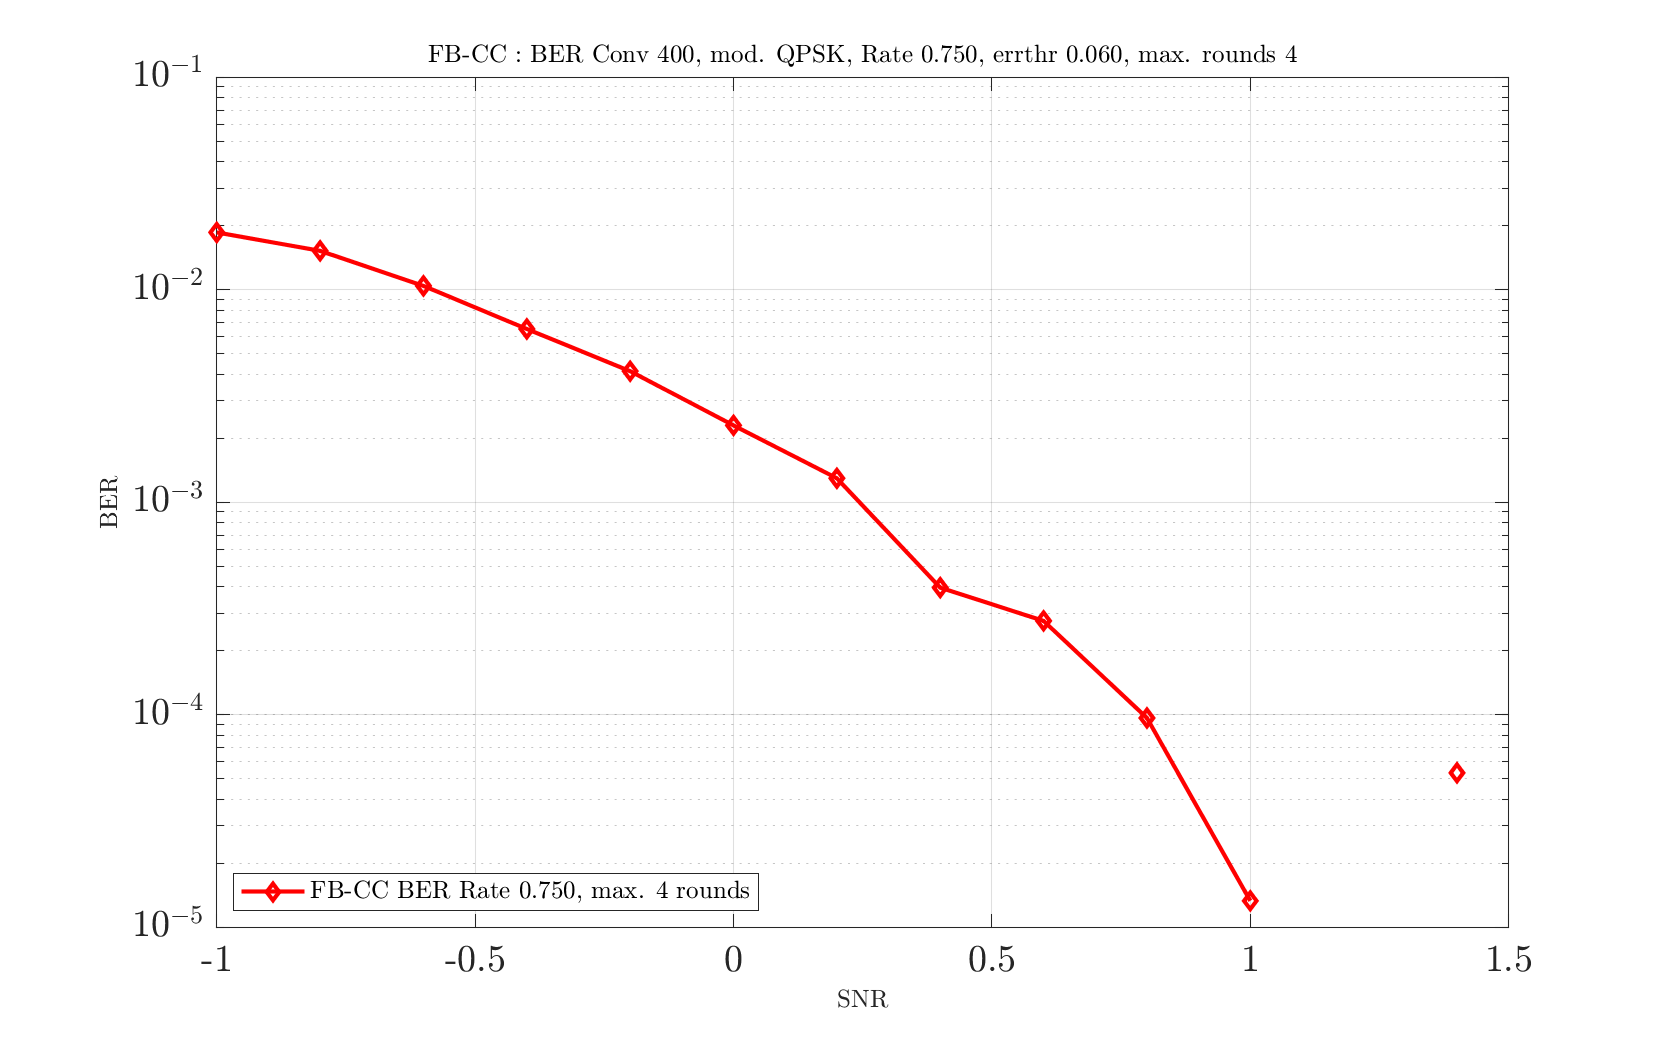 FB-CC : BER Conv 400, mod. QPSK, Rate 0.750, errthr 0.060, max. rounds 4
10⁻¹
10⁻²
10⁻³
10⁻⁴
10⁻⁵
BER
FB-CC BER Rate 0.750, max. 4 rounds
-1 -0.5 0 0.5 1 1.5
SNR